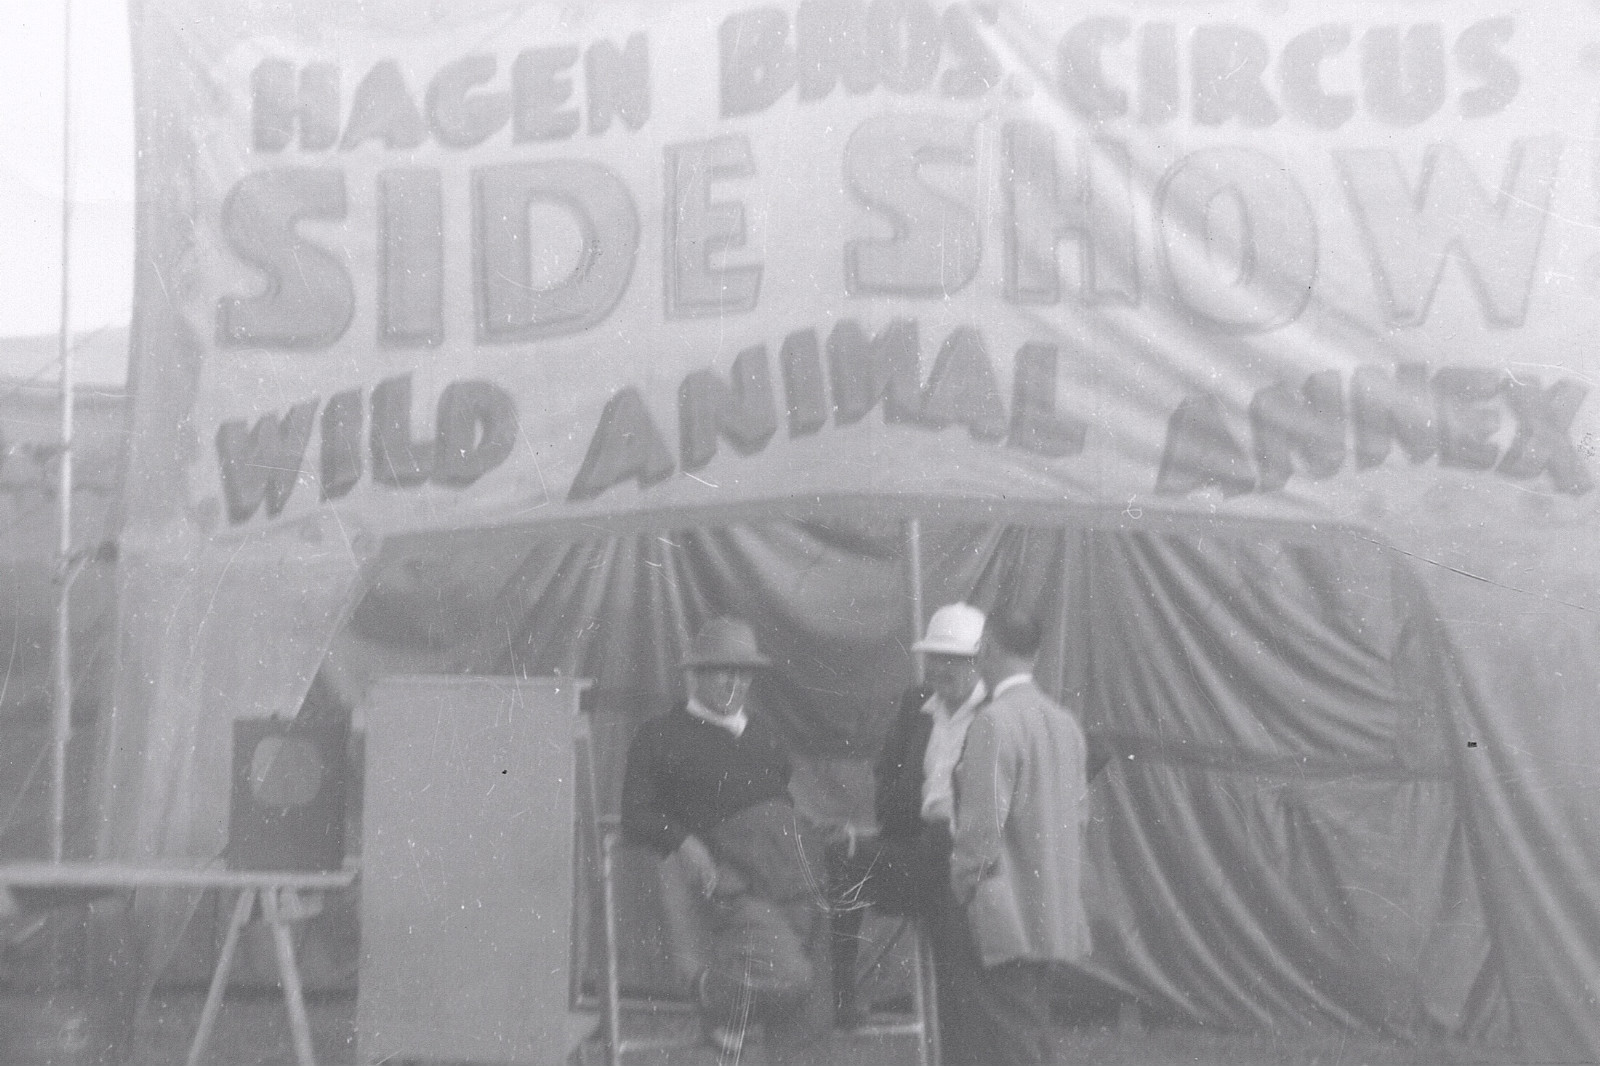 HAGEN BROS. CIRCUS
SIDE SHOW
WILD ANIMAL ANNEX